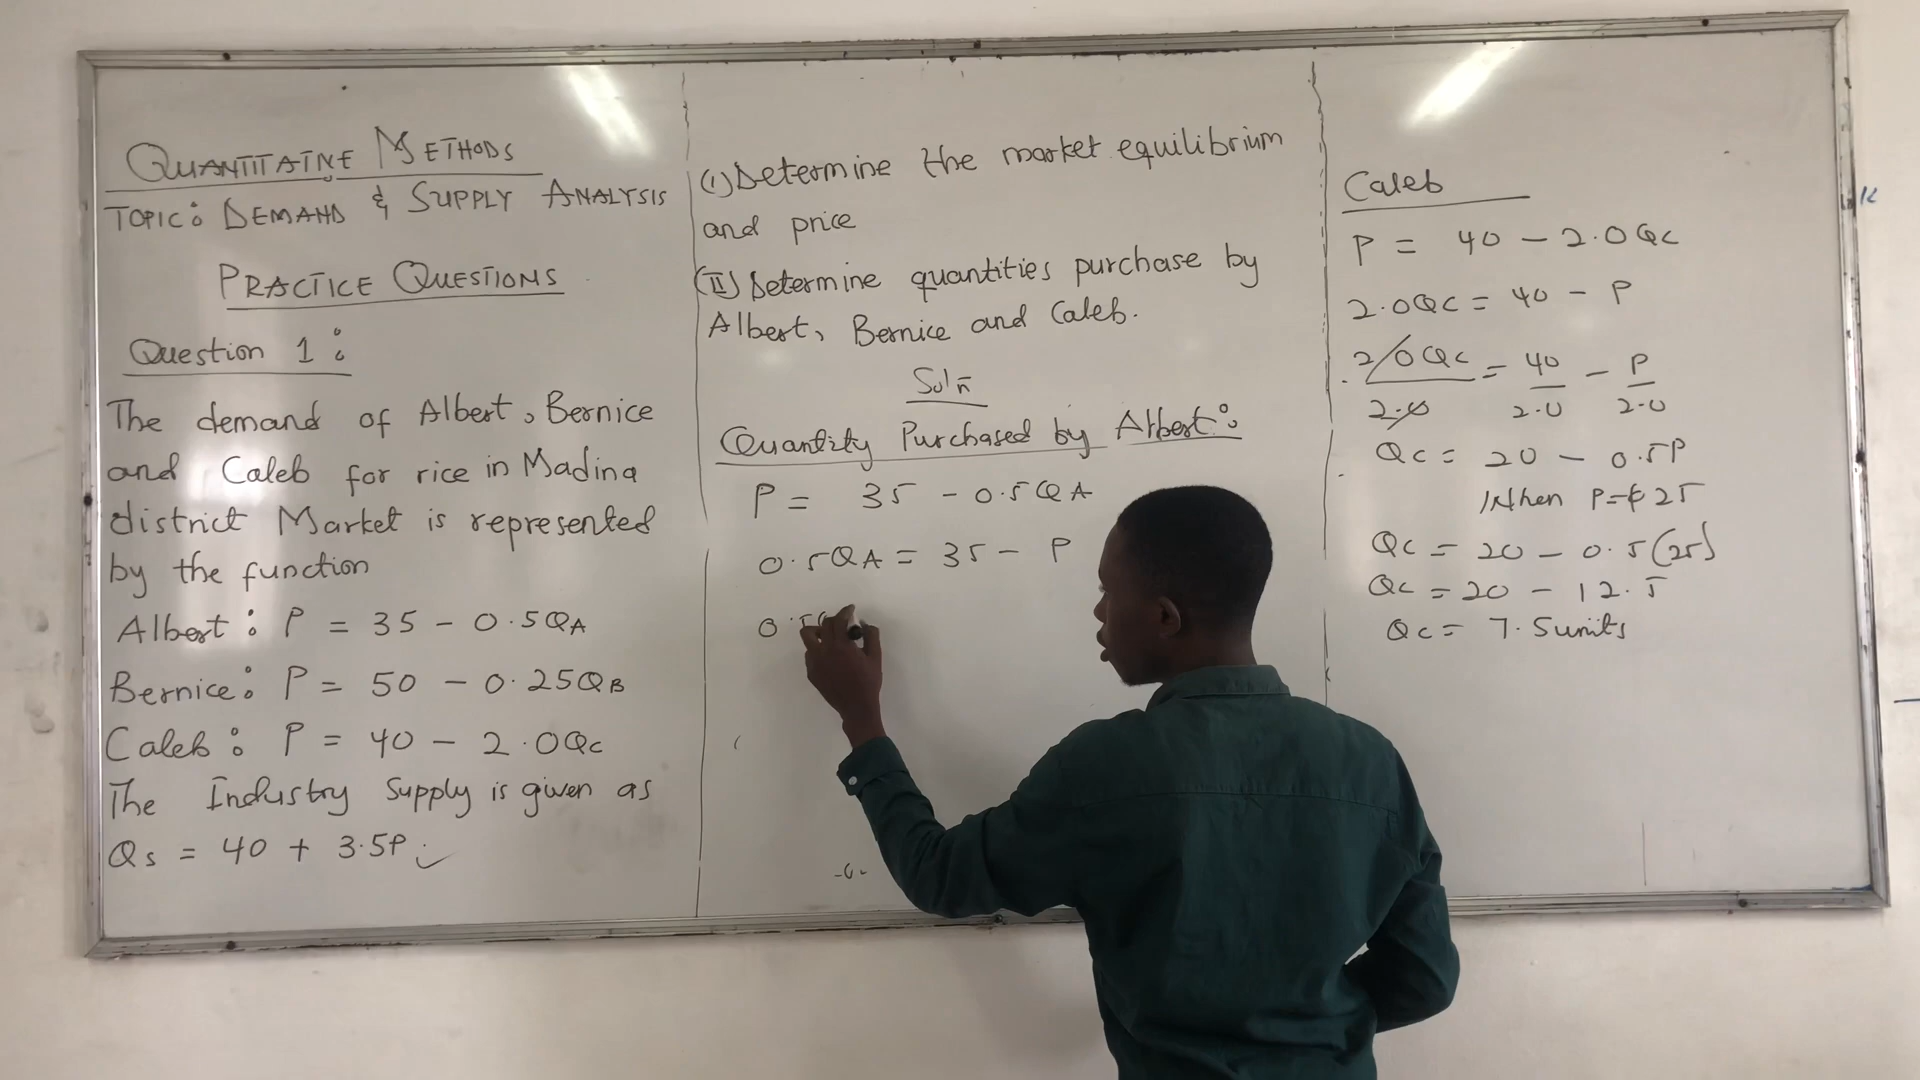 QUANTITATIVE METHODS
TOPIC: DEMAND & SUPPLY ANALYSIS
PRACTICE QUESTIONS
Question 1:
The demand of Albert, Bernice
and Caleb for rice in Madina
district Market is represented
by the function
Albert: P = 35 - 0.5QA
Bernice: P = 50 - 0.25QB
Caleb: P = 40 - 2.0Qc
The Industry Supply is given as
Qs = 40 + 3.5P
(I) Determine the market equilibrium
and price
(II) Determine quantities purchase by
Albert, Bernice and Caleb.
Soln
Quantity Purchased by Albert:
P = 35 - 0.5QA
0.5QA = 35 - P
Caleb
P = 40 - 2.0Qc
2.0Qc = 40 - P
2.0Qc = 40 - P
2.0 2.0 2.0
Qc = 20 - 0.5P
When P=¢25
Qc = 20 - 0.5(25)
Qc = 20 - 12.5
Qc = 7.5units